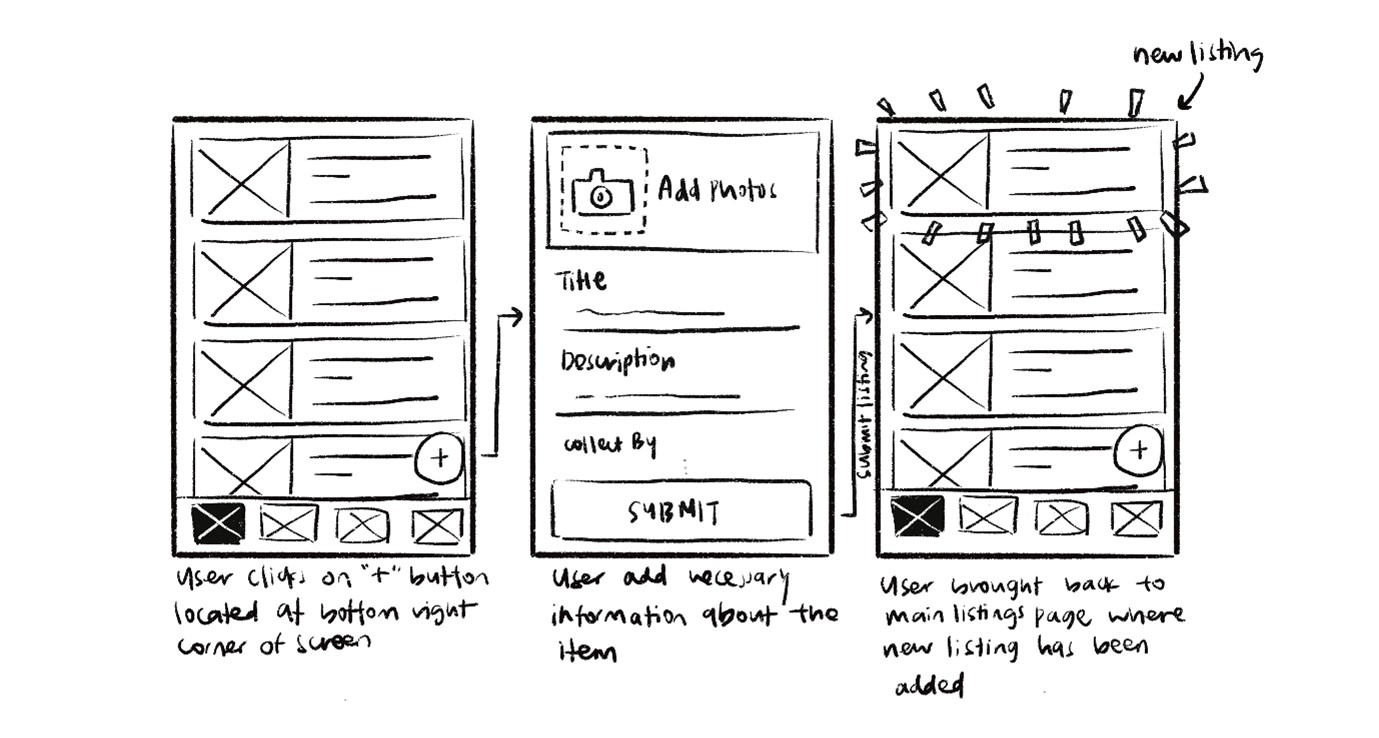 new listing
+
Add Photos
Title
Description
collect By
SUBMIT
submit listing
+
User clicks on "+" button
located at bottom right
corner of screen
User add necessary
information about the
item
User brought back to
main listings page where
new listing has been
added